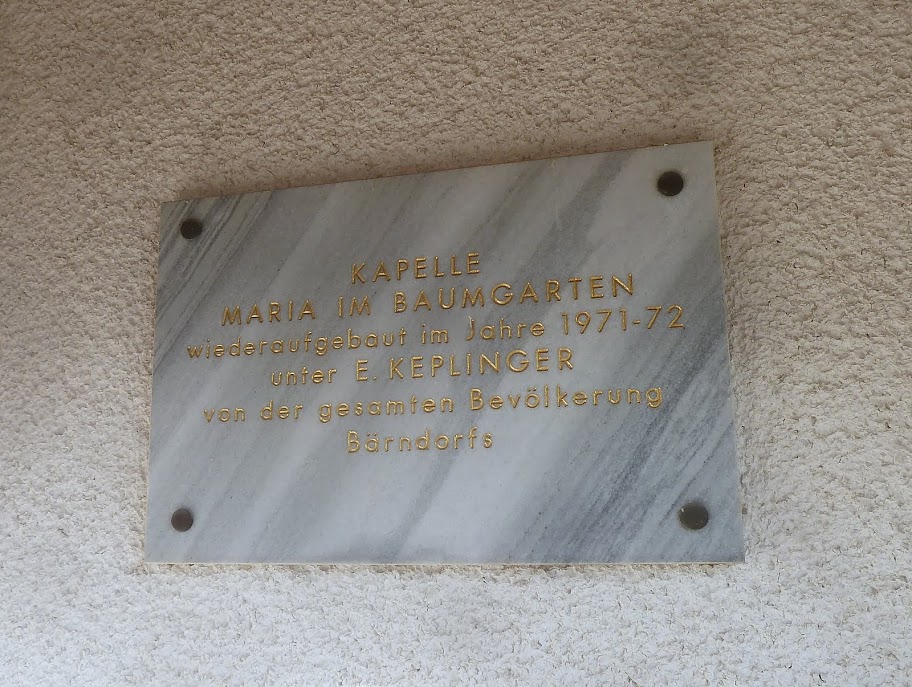 KAPELLE
MARIA IM BAUMGARTEN
wiederaufgebaut im Jahre 1971-72
unter E. KEPLINGER
von der gesamten Bevölkerung
Bärndorfs